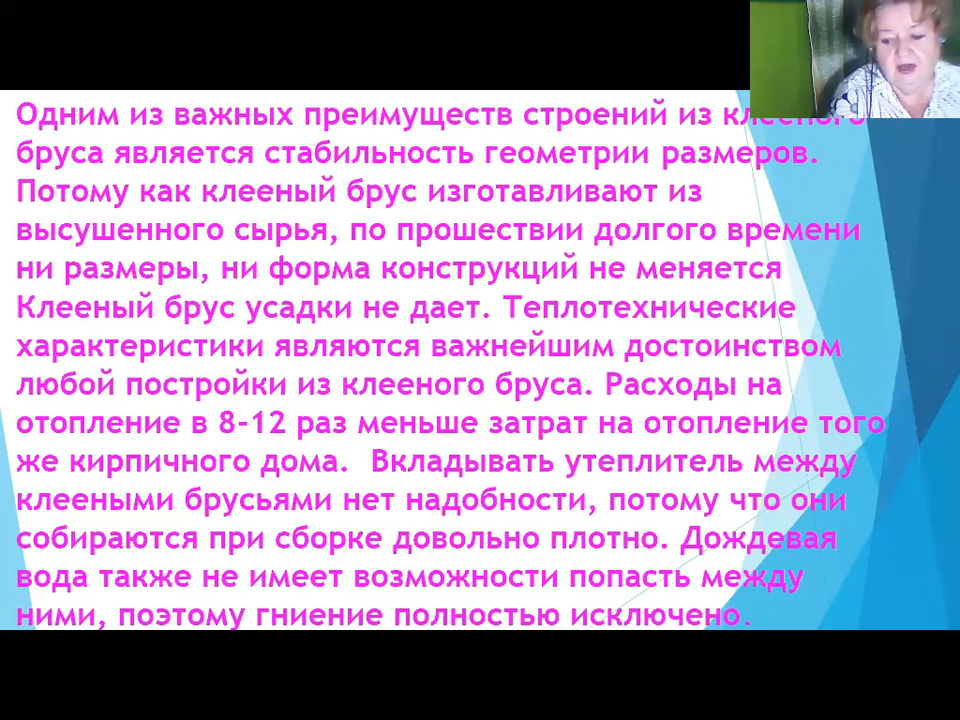 Одним из важных преимуществ строений из клееного
бруса является стабильность геометрии размеров.
Потому как клееный брус изготавливают из
высушенного сырья, по прошествии долгого времени
ни размеры, ни форма конструкций не меняется
Клееный брус усадки не дает. Теплотехнические
характеристики являются важнейшим достоинством
любой постройки из клееного бруса. Расходы на
отопление в 8-12 раз меньше затрат на отопление того
же кирпичного дома. Вкладывать утеплитель между
клееными брусьями нет надобности, потому что они
собираются при сборке довольно плотно. Дождевая
вода также не имеет возможности попасть между
ними, поэтому гниение полностью исключено.